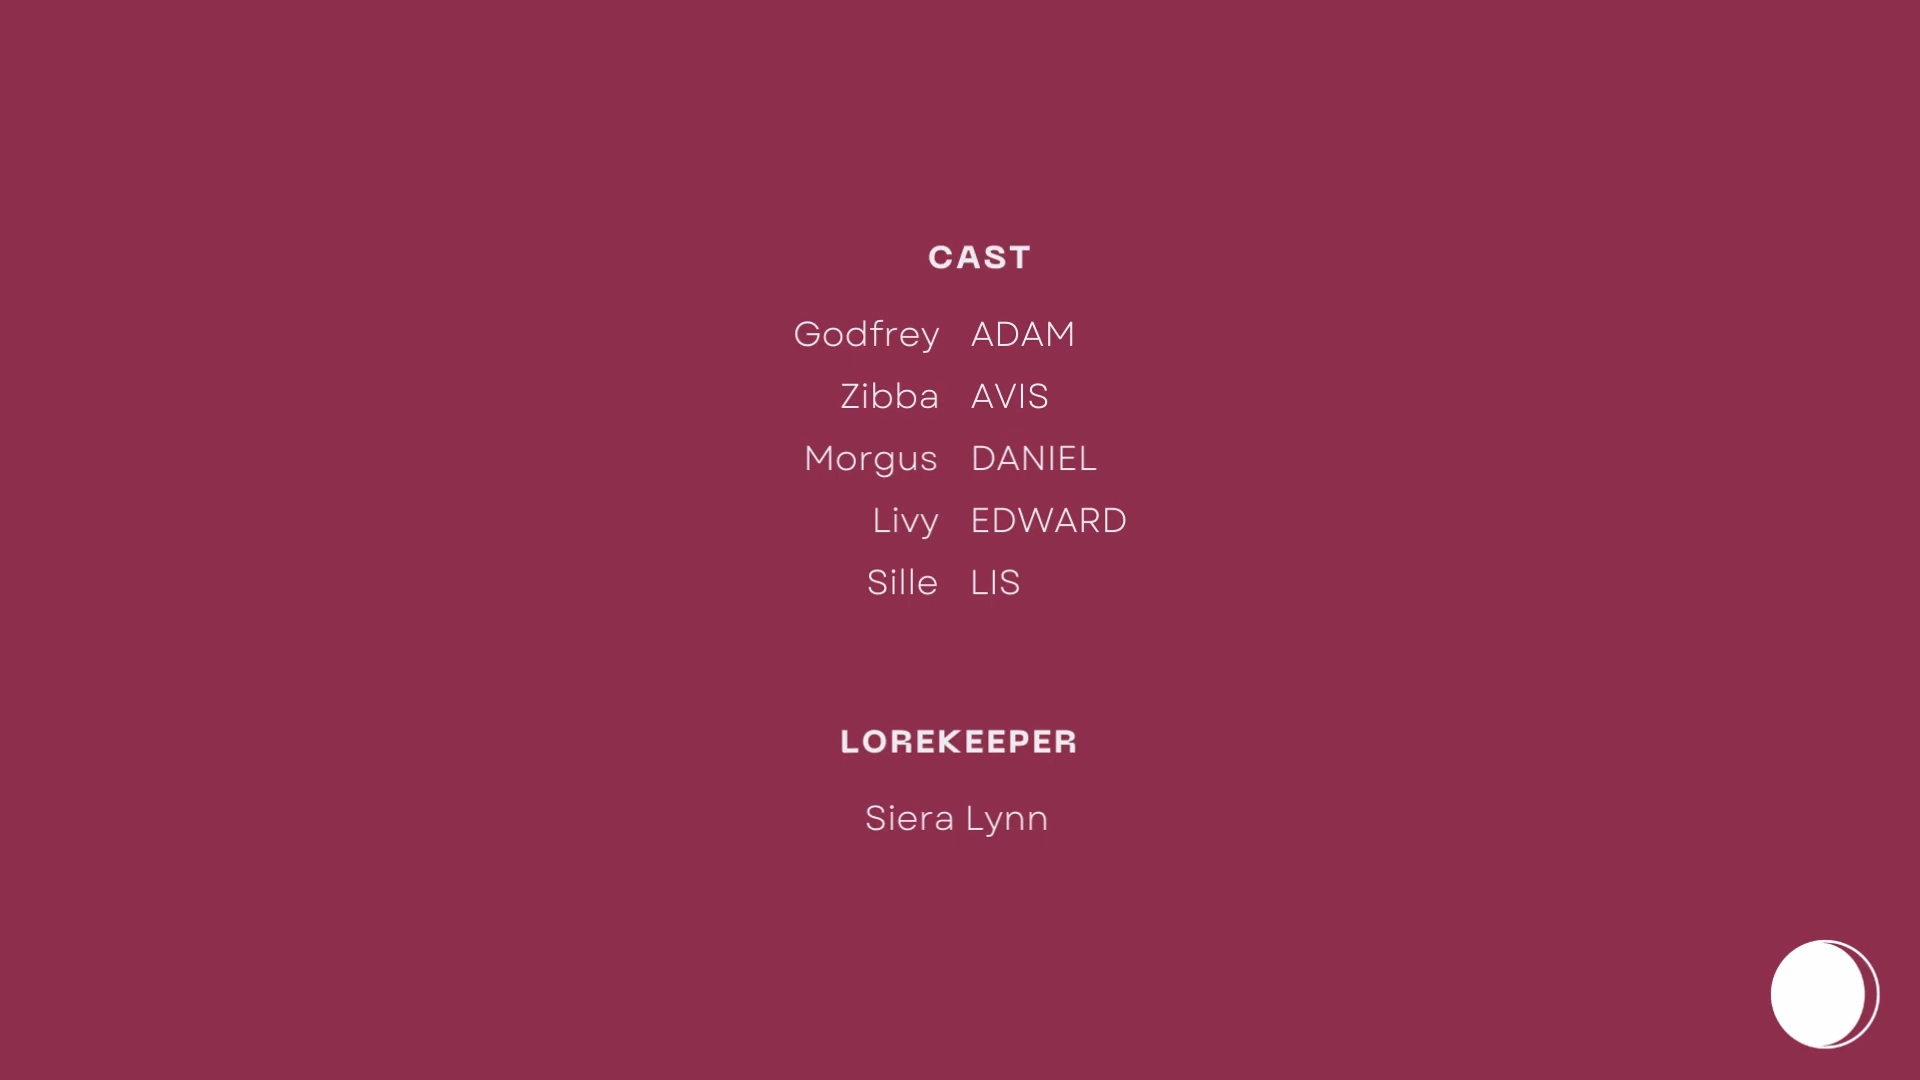 CAST
Godfrey ADAM
Zibba AVIS
Morgus DANIEL
Livy EDWARD
Sille LIS
LOREKEEPER
Siera Lynn